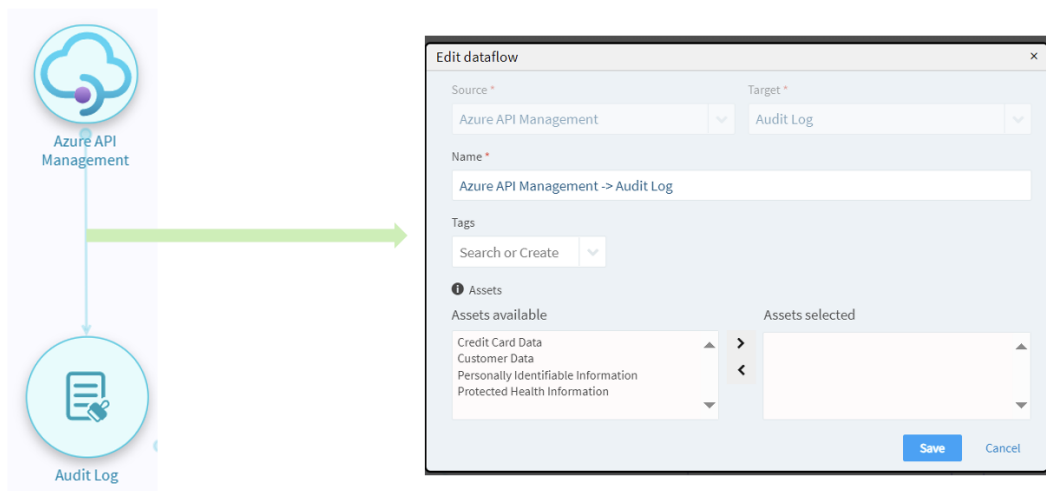 Azure API
Management
Audit Log
Edit dataflow
×
Source *
Target *
Azure API Management
Audit Log
Name *
Azure API Management -> Audit Log
Tags
Search or Create
Assets
Assets available
Assets selected
Credit Card Data
Customer Data
Personally Identifiable Information
Protected Health Information
Save
Cancel